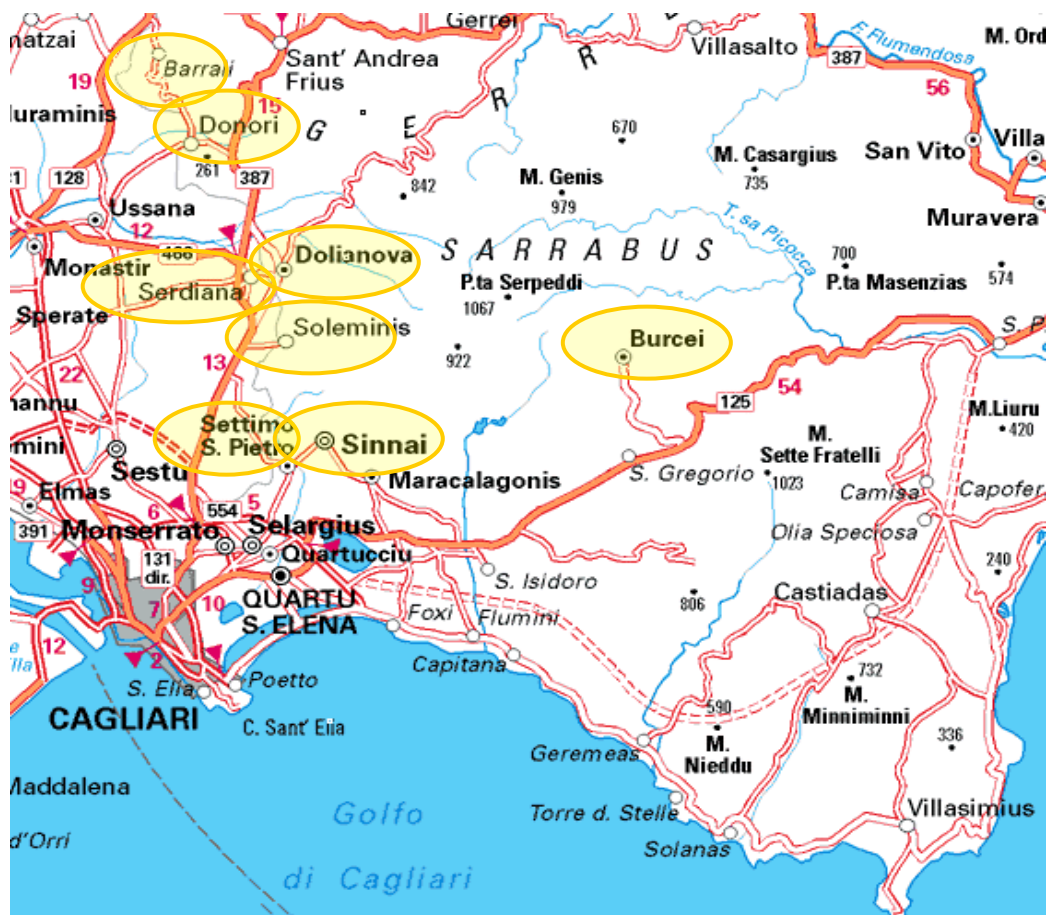 Gerrei
Villasalto
F. Flumendosa
M. Ord
matzai
Barrali
Sant' Andrea
Frius
387
56
19
15
uraminis
Donori
G
E
R
R
261
670
M. Casargius
735
San Vito
Villa
128
387
842
M. Genis
979
Muravera
Ussana
12
T. sa Picocca
466
Monastir
Dolianova
SARRABUS
700
P.ta Masenzias
574
Serdiana
P.ta Serpeddi
1067
Sperate
Soleminis
Burcei
S. P
13
922
22
54
125
mannu
Settimo
S. Pietro
Sinnai
M.Liuru
420
mini
Sestu
M.
Sette Fratelli
1023
Maracalagonis
S. Gregorio
Camisa
Capofer
9
Elmas
6
554
5
391
Monserrato
Selargius
Olia Speciosa
Quartucciu
131
dir.
S. Isidoro
240
9
7
10
QUARTU
S. ELENA
806
Castiadas
Foxi
Flumini
12
2
Capitana
732
M.
Minniminni
S. Elia
Poetto
CAGLIARI
C. Sant' Elia
590
M.
Nieddu
336
Geremeas
Maddalena
Golfo
di Cagliari
Torre d. Stelle
Villasimius
d'Orri
Solanas